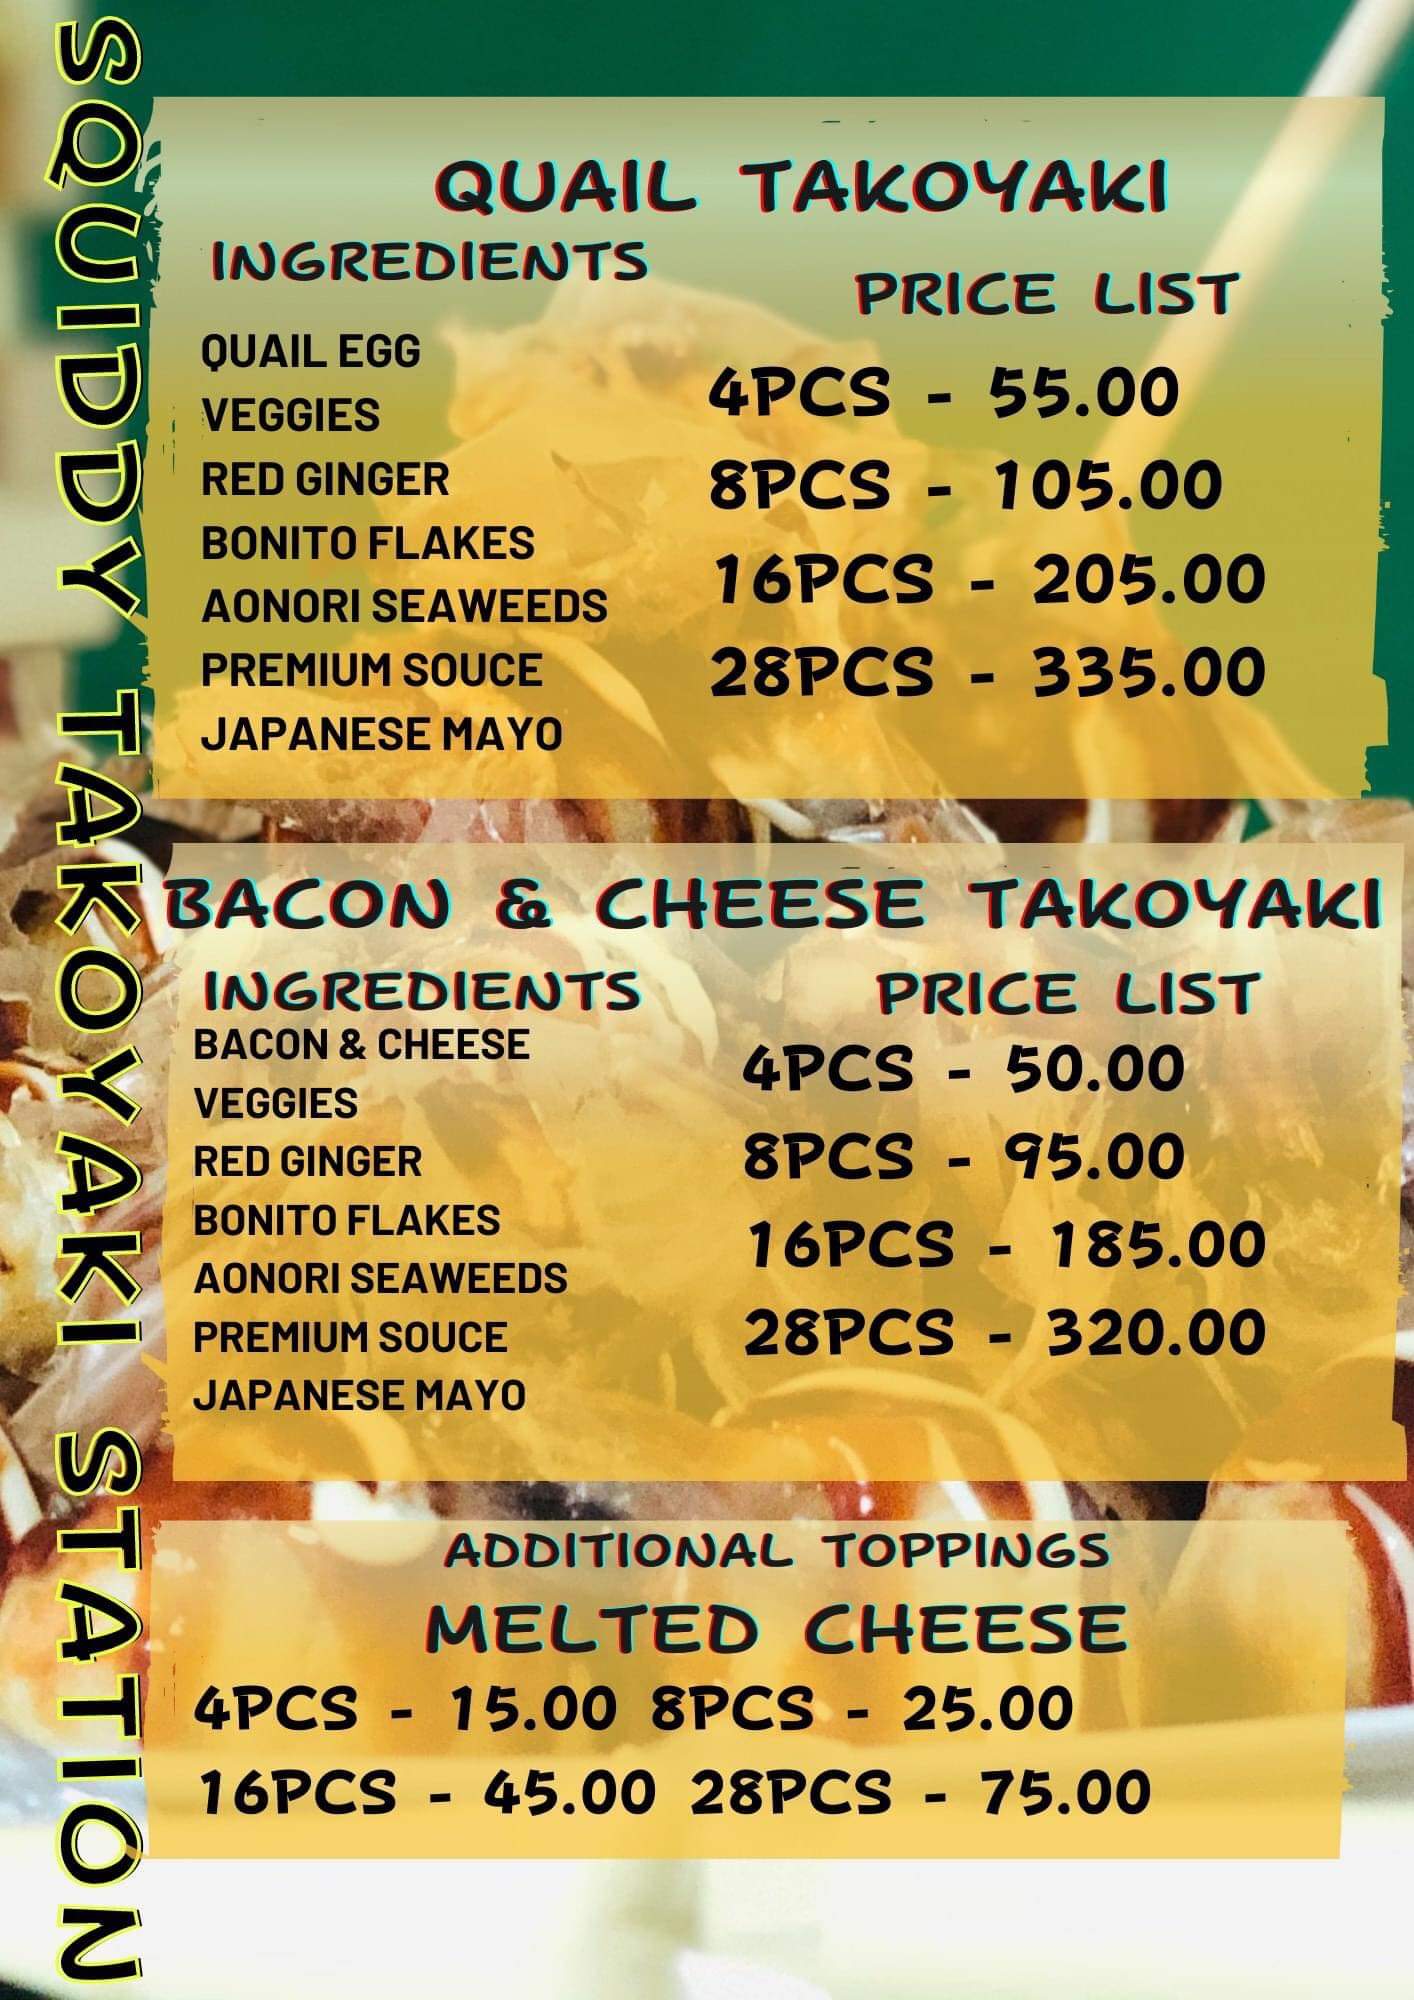 SQUIDDY TAKOYAKI STATION
QUAIL TAKOYAKI
INGREDIENTS
QUAIL EGG
VEGGIES
RED GINGER
BONITO FLAKES
AONORI SEAWEEDS
PREMIUM SOUCE
JAPANESE MAYO
PRICE LIST
4PCS - 55.00
8PCS - 105.00
16PCS - 205.00
28PCS - 335.00
BACON & CHEESE TAKOYAKI
INGREDIENTS
BACON & CHEESE
VEGGIES
RED GINGER
BONITO FLAKES
AONORI SEAWEEDS
PREMIUM SOUCE
JAPANESE MAYO
PRICE LIST
4PCS - 50.00
8PCS - 95.00
16PCS - 185.00
28PCS - 320.00
ADDITIONAL TOPPINGS
MELTED CHEESE
4PCS - 15.00 8PCS - 25.00
16PCS - 45.00 28PCS - 75.00